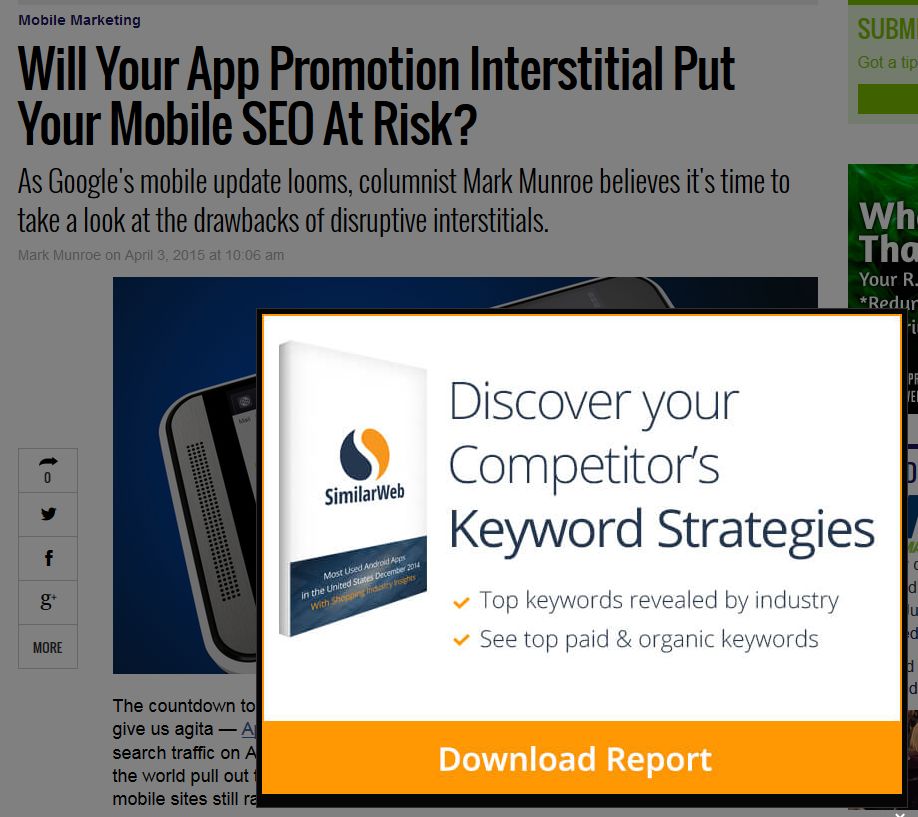 Mobile Marketing
Will Your App Promotion Interstitial Put
Your Mobile SEO At Risk?
As Google's mobile update looms, columnist Mark Munroe believes it's time to
take a look at the drawbacks of disruptive interstitials.
Mark Munroe on April 3, 2015 at 10:06 am
SUBM
Got a tip
Wh
Tha
Your R.
*Redu
Mail
0
g+
MORE
SimilarWeb
Most Used Android Apps
in the United States December 2014
With Shopping Industry Insights
Discover your
Competitor's
Keyword Strategies
Top keywords revealed by industry
See top paid & organic keywords
Download Report
The countdown to
give us agita — A
search traffic on A
the world pull out
mobile sites still ra